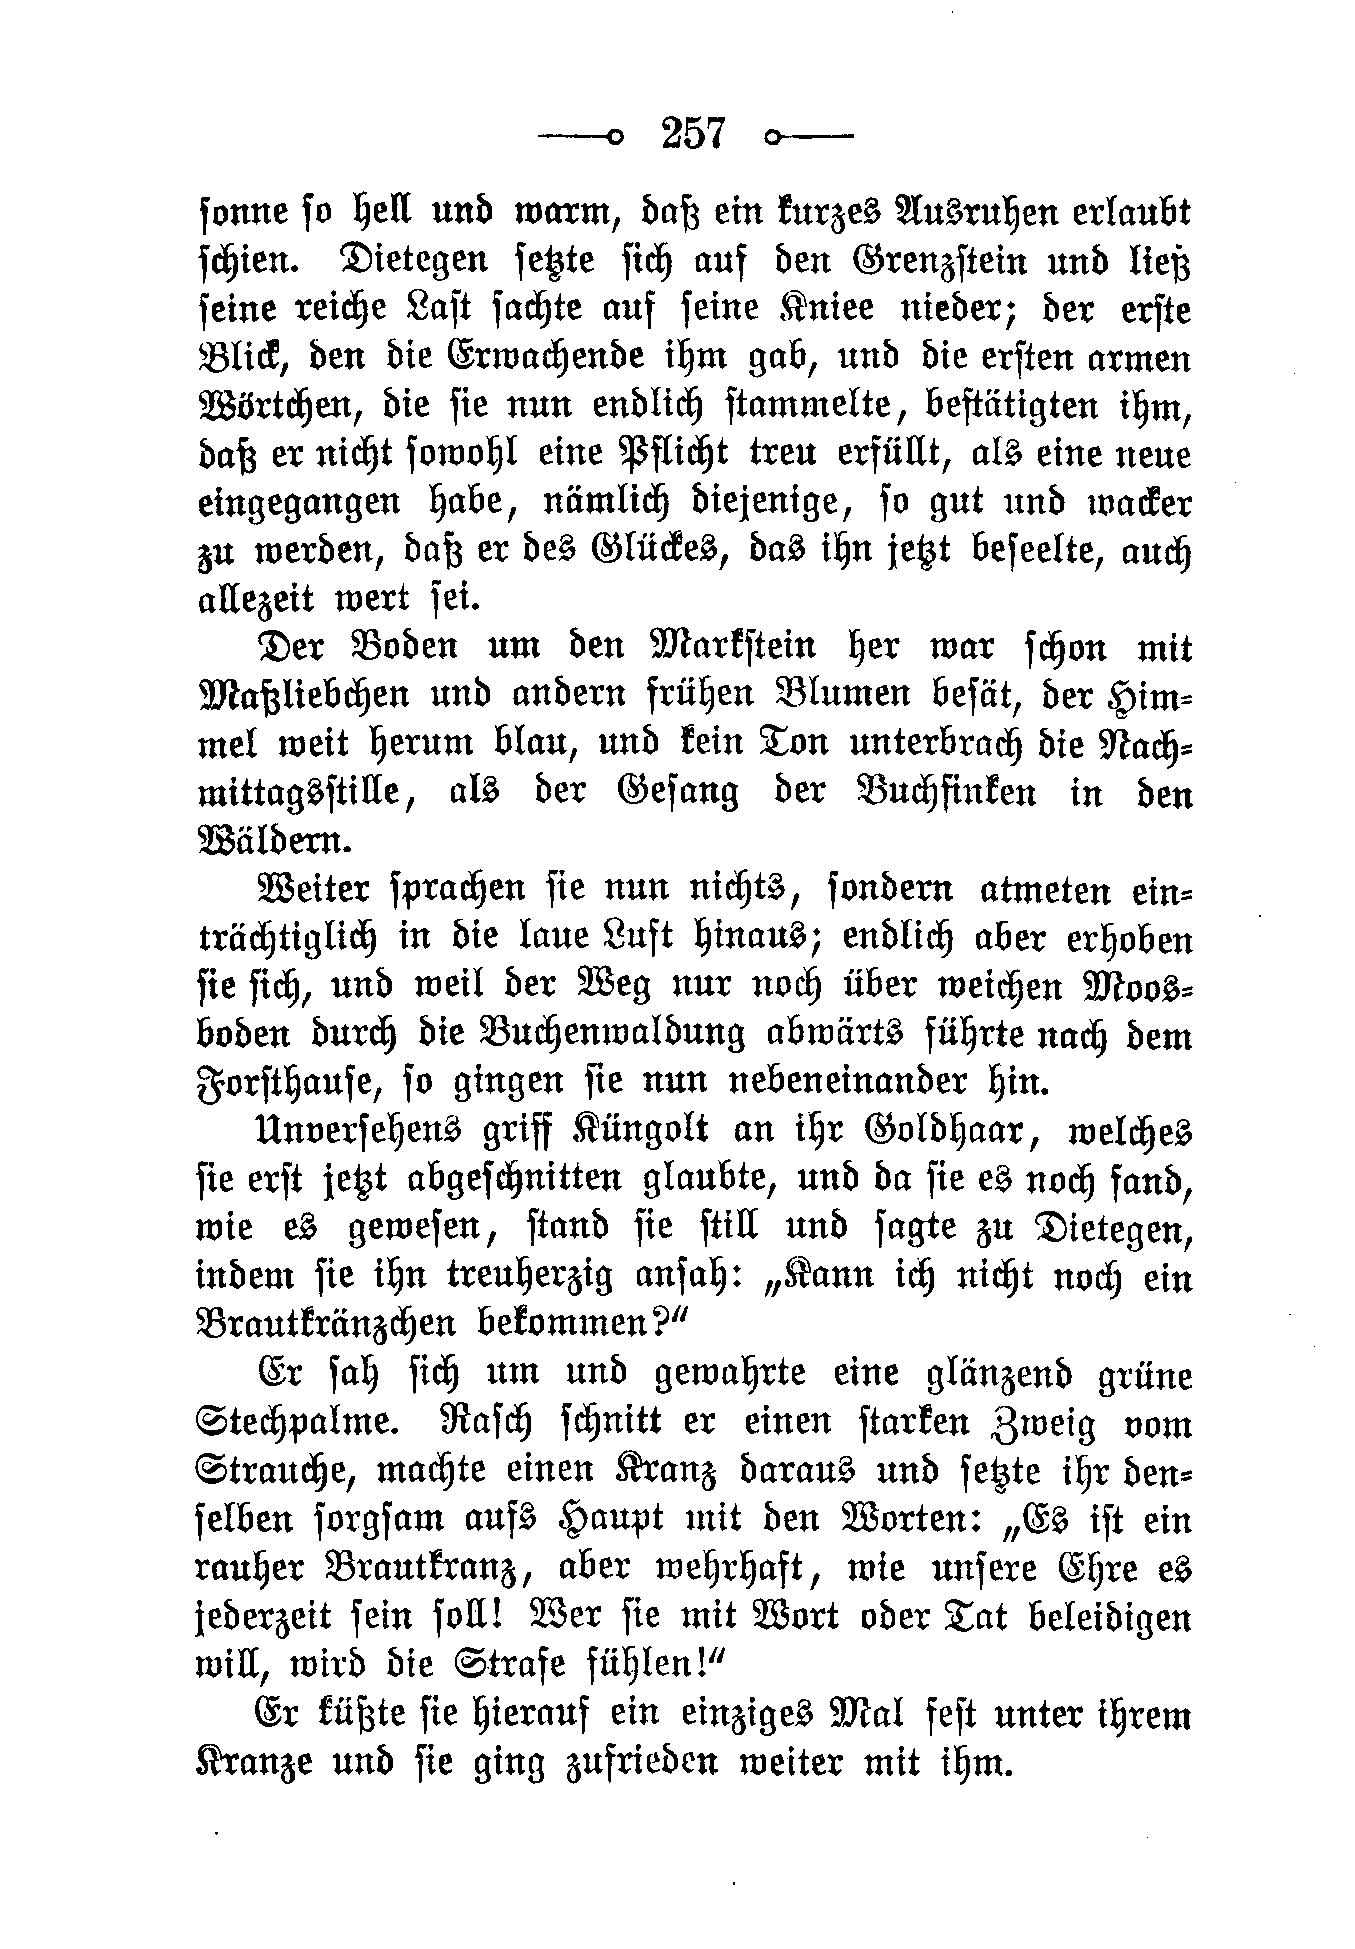 257
sonne so hell und warm, daß ein kurzes Ausruhen erlaubt
schien. Dietegen setzte sich auf den Grenzstein und ließ
seine reiche Last sachte auf seine Kniee nieder; der erste
Blick, den die Erwachende ihm gab, und die ersten armen
Wörtchen, die sie nun endlich stammelte, bestätigten ihm,
daß er nicht sowohl eine Pflicht treu erfüllt, als eine neue
eingegangen habe, nämlich diejenige, so gut und wacker
zu werden, daß er des Glückes, das ihn jetzt beseelte, auch
allezeit wert sei.
Der Boden um den Markstein her war schon mit
Maßliebchen und andern frühen Blumen besät, der Him-
mel weit herum blau, und kein Ton unterbrach die Nach-
mittagsstille, als der Gesang der Buchfinken in den
Wäldern.
Weiter sprachen sie nun nichts, sondern atmeten ein-
trächtiglich in die laue Luft hinaus; endlich aber erhoben
sie sich, und weil der Weg nur noch über weichen Moos-
boden durch die Buchenwaldung abwärts führte nach dem
Forsthause, so gingen sie nun nebeneinander hin.
Unversehens griff Küngolt an ihr Goldhaar, welches
sie erst jetzt abgeschnitten glaubte, und da sie es noch fand,
wie es gewesen, stand sie still und sagte zu Dietegen,
indem sie ihn treuherzig ansah: „Kann ich nicht noch ein
Brautkränzchen bekommen?“
Er sah sich um und gewahrte eine glänzend grüne
Stechpalme. Rasch schnitt er einen starken Zweig vom
Strauche, machte einen Kranz daraus und setzte ihr den-
selben sorgsam aufs Haupt mit den Worten: „Es ist ein
rauher Brautkranz, aber wehrhaft, wie unsere Ehre es
jederzeit sein soll! Wer sie mit Wort oder Tat beleidigen
will, wird die Strafe fühlen!“
Er küßte sie hierauf ein einziges Mal fest unter ihrem
Kranze und sie ging zufrieden weiter mit ihm.